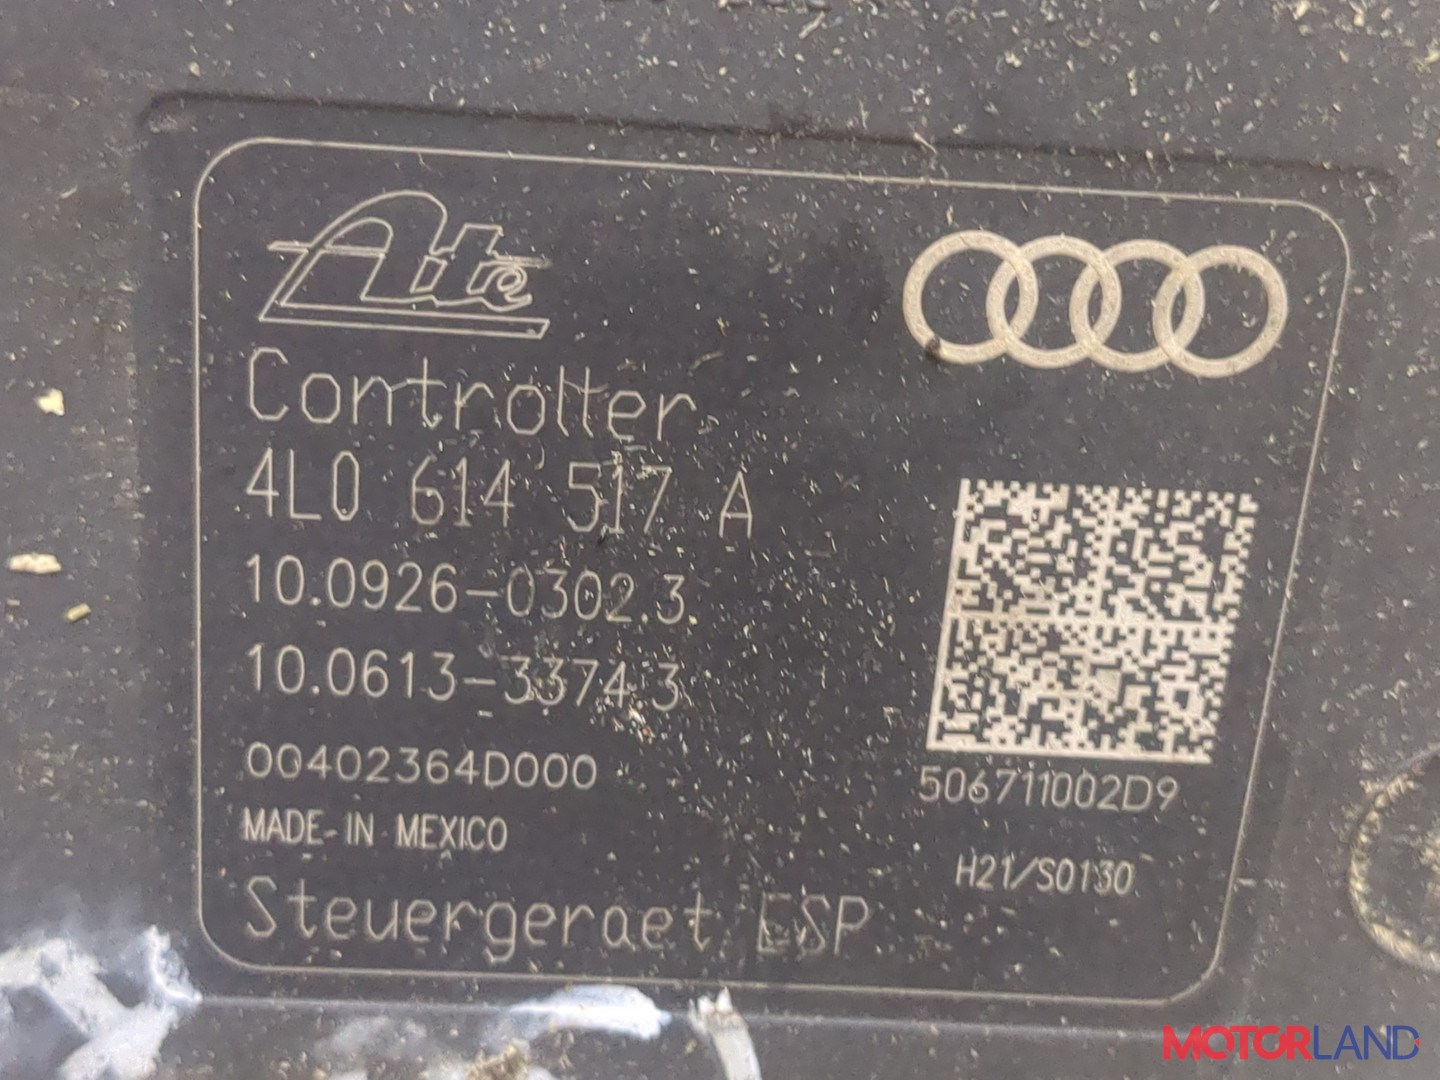 Ate
Controller
4L0 614 517 A
10.0926-0302.3
10.0613-3374.3
00402364D000
506711002D9
MADE-IN MEXICO
H21/S0130
Steuergeraet ESP
MOTORLAND